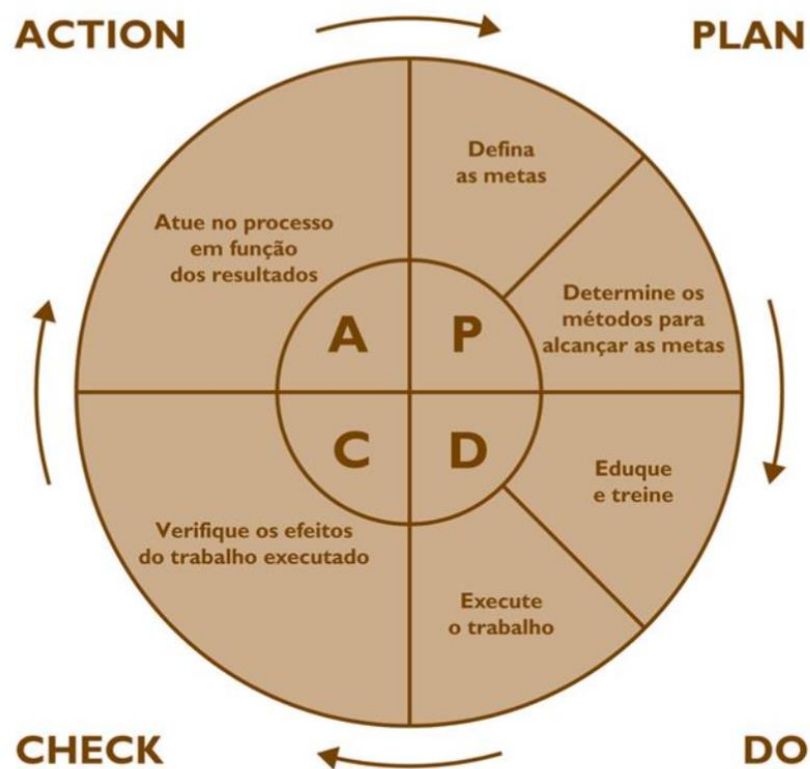 ACTION
PLAN
Defina
as metas
Atue no processo
em função
dos resultados
Determine os
métodos para
alcançar as metas
A
P
C
D
Eduque
e treine
Verifique os efeitos
do trabalho executado
Execute
o trabalho
CHECK
DO